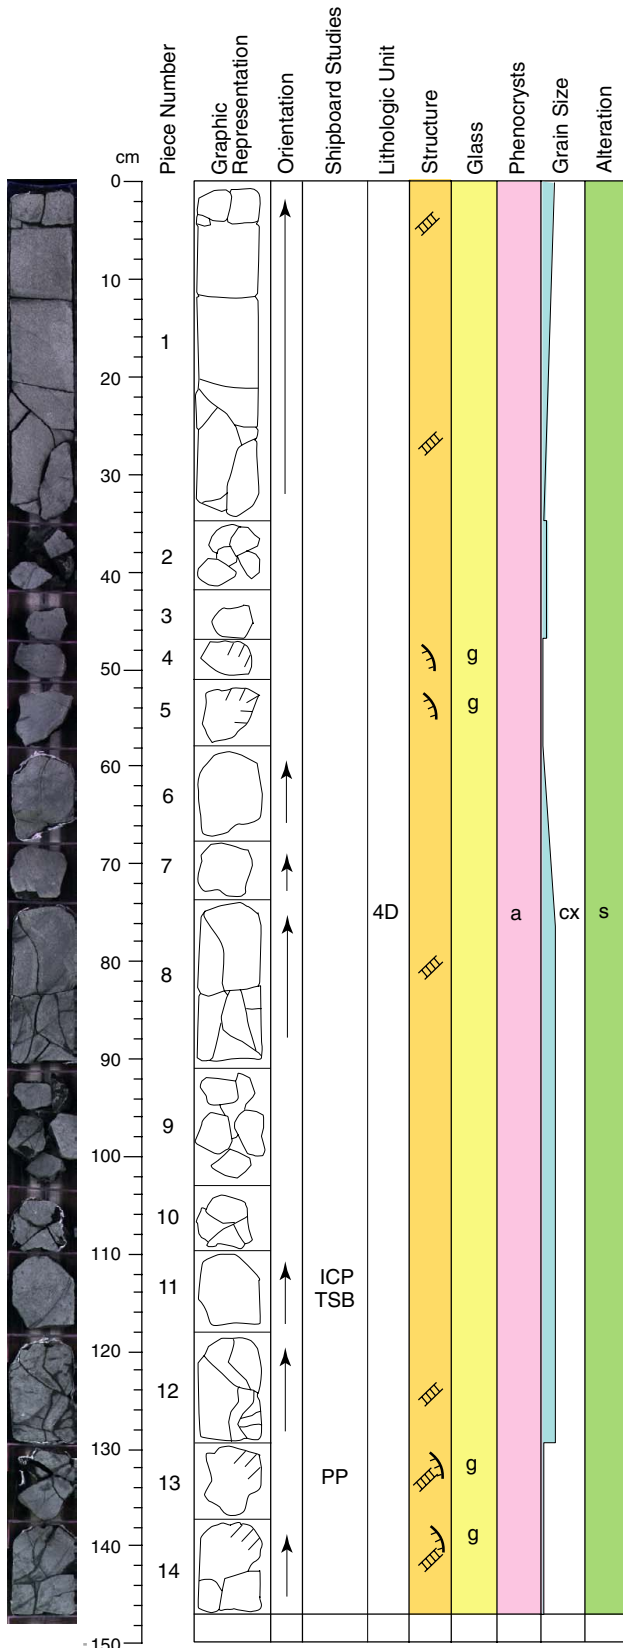 cm
Piece Number
Graphic
Representation
Orientation
Shipboard Studies
Lithologic Unit
Structure
Glass
Phenocrysts
Grain Size
Alteration
0
10
1
20
30
2
40
3
4
g
50
5
g
60
6
70
7
4D
a
cx
s
80
8
90
9
100
10
110
11
ICP
TSB
120
12
130
g
13
PP
140
g
14
150